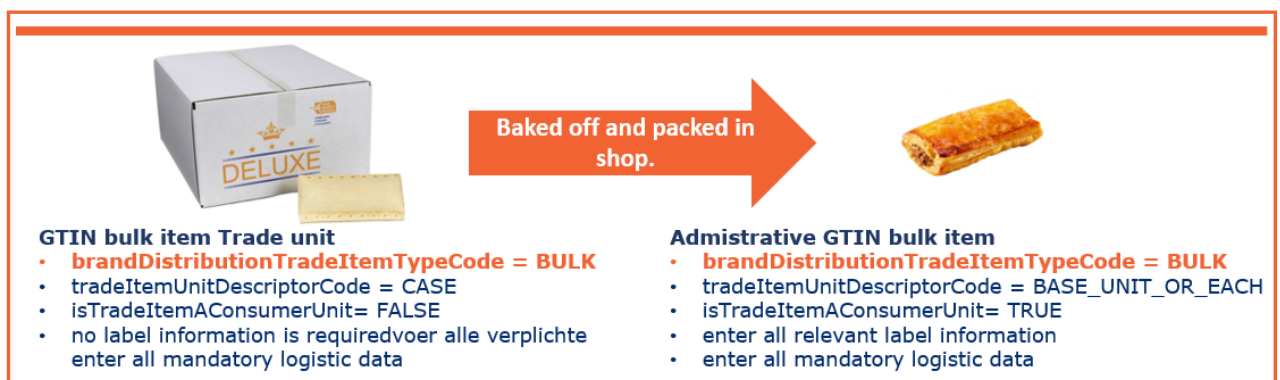 DELUXE
Baked off and packed in
shop.
GTIN bulk item Trade unit
• brandDistributionTradeItemTypeCode = BULK
• tradeItemUnitDescriptorCode = CASE
• isTradeItemAConsumerUnit= FALSE
• no label information is requiredvoer alle verplichte
enter all mandatory logistic data
Admistrative GTIN bulk item
• brandDistributionTradeItemTypeCode = BULK
• tradeItemUnitDescriptorCode = BASE_UNIT_OR_EACH
• isTradeItemAConsumerUnit= TRUE
• enter all relevant label information
• enter all mandatory logistic data